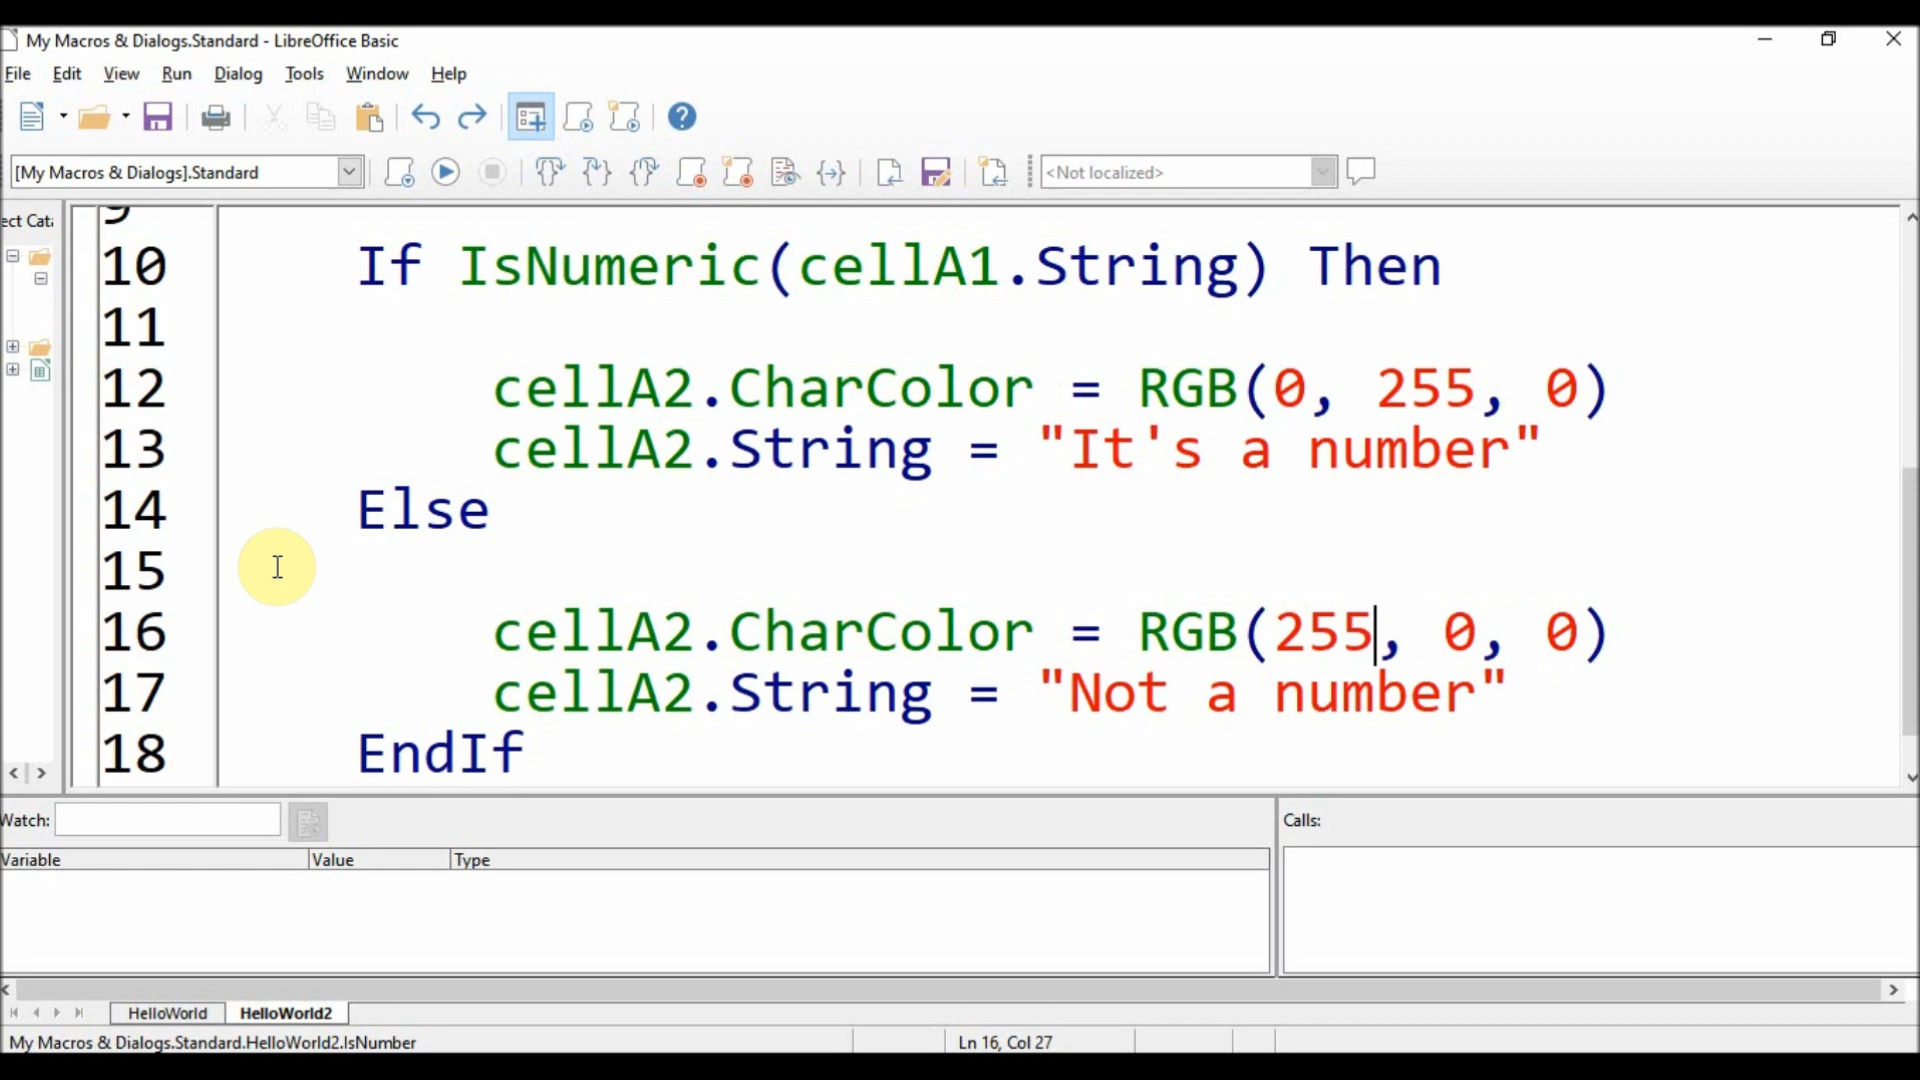 My Macros & Dialogs.Standard - LibreOffice Basic
File Edit View Run Dialog Tools Window Help
[My Macros & Dialogs].Standard <Not localized>
ect Cata
9
10 If IsNumeric(cellA1.String) Then
11
12 cellA2.CharColor = RGB(0, 255, 0)
13 cellA2.String = "It's a number"
14 Else
15
16 cellA2.CharColor = RGB(255, 0, 0)
17 cellA2.String = "Not a number"
18 EndIf
Watch: Calls:
Variable Value Type
HelloWorld HelloWorld2
My Macros & Dialogs.Standard.HelloWorld2.IsNumber Ln 16, Col 27